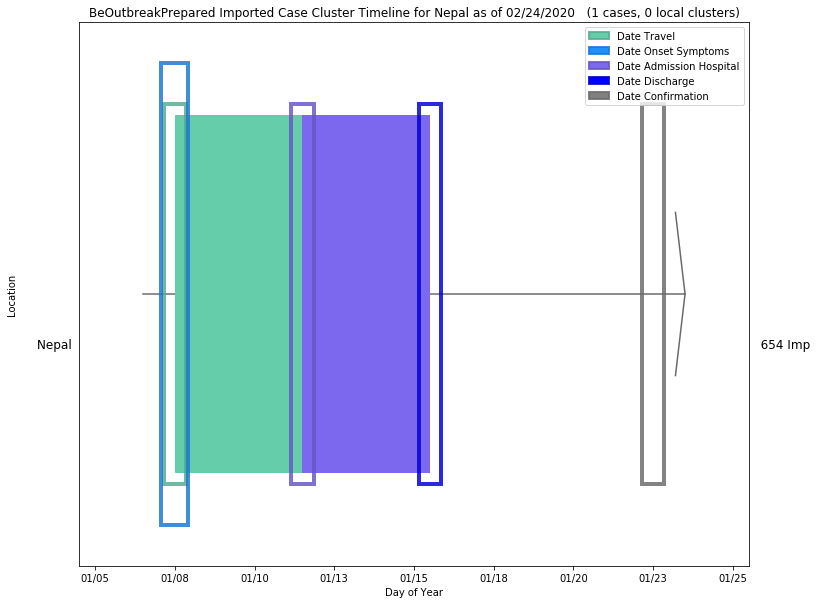 BeOutbreakPrepared Imported Case Cluster Timeline for Nepal as of 02/24/2020   (1 cases, 0 local clusters)
Date Travel
Date Onset Symptoms
Date Admission Hospital
Date Discharge
Date Confirmation
Location
Nepal
654 Imp
01/05 01/08 01/10 01/13 01/15 01/18 01/20 01/23 01/25
Day of Year